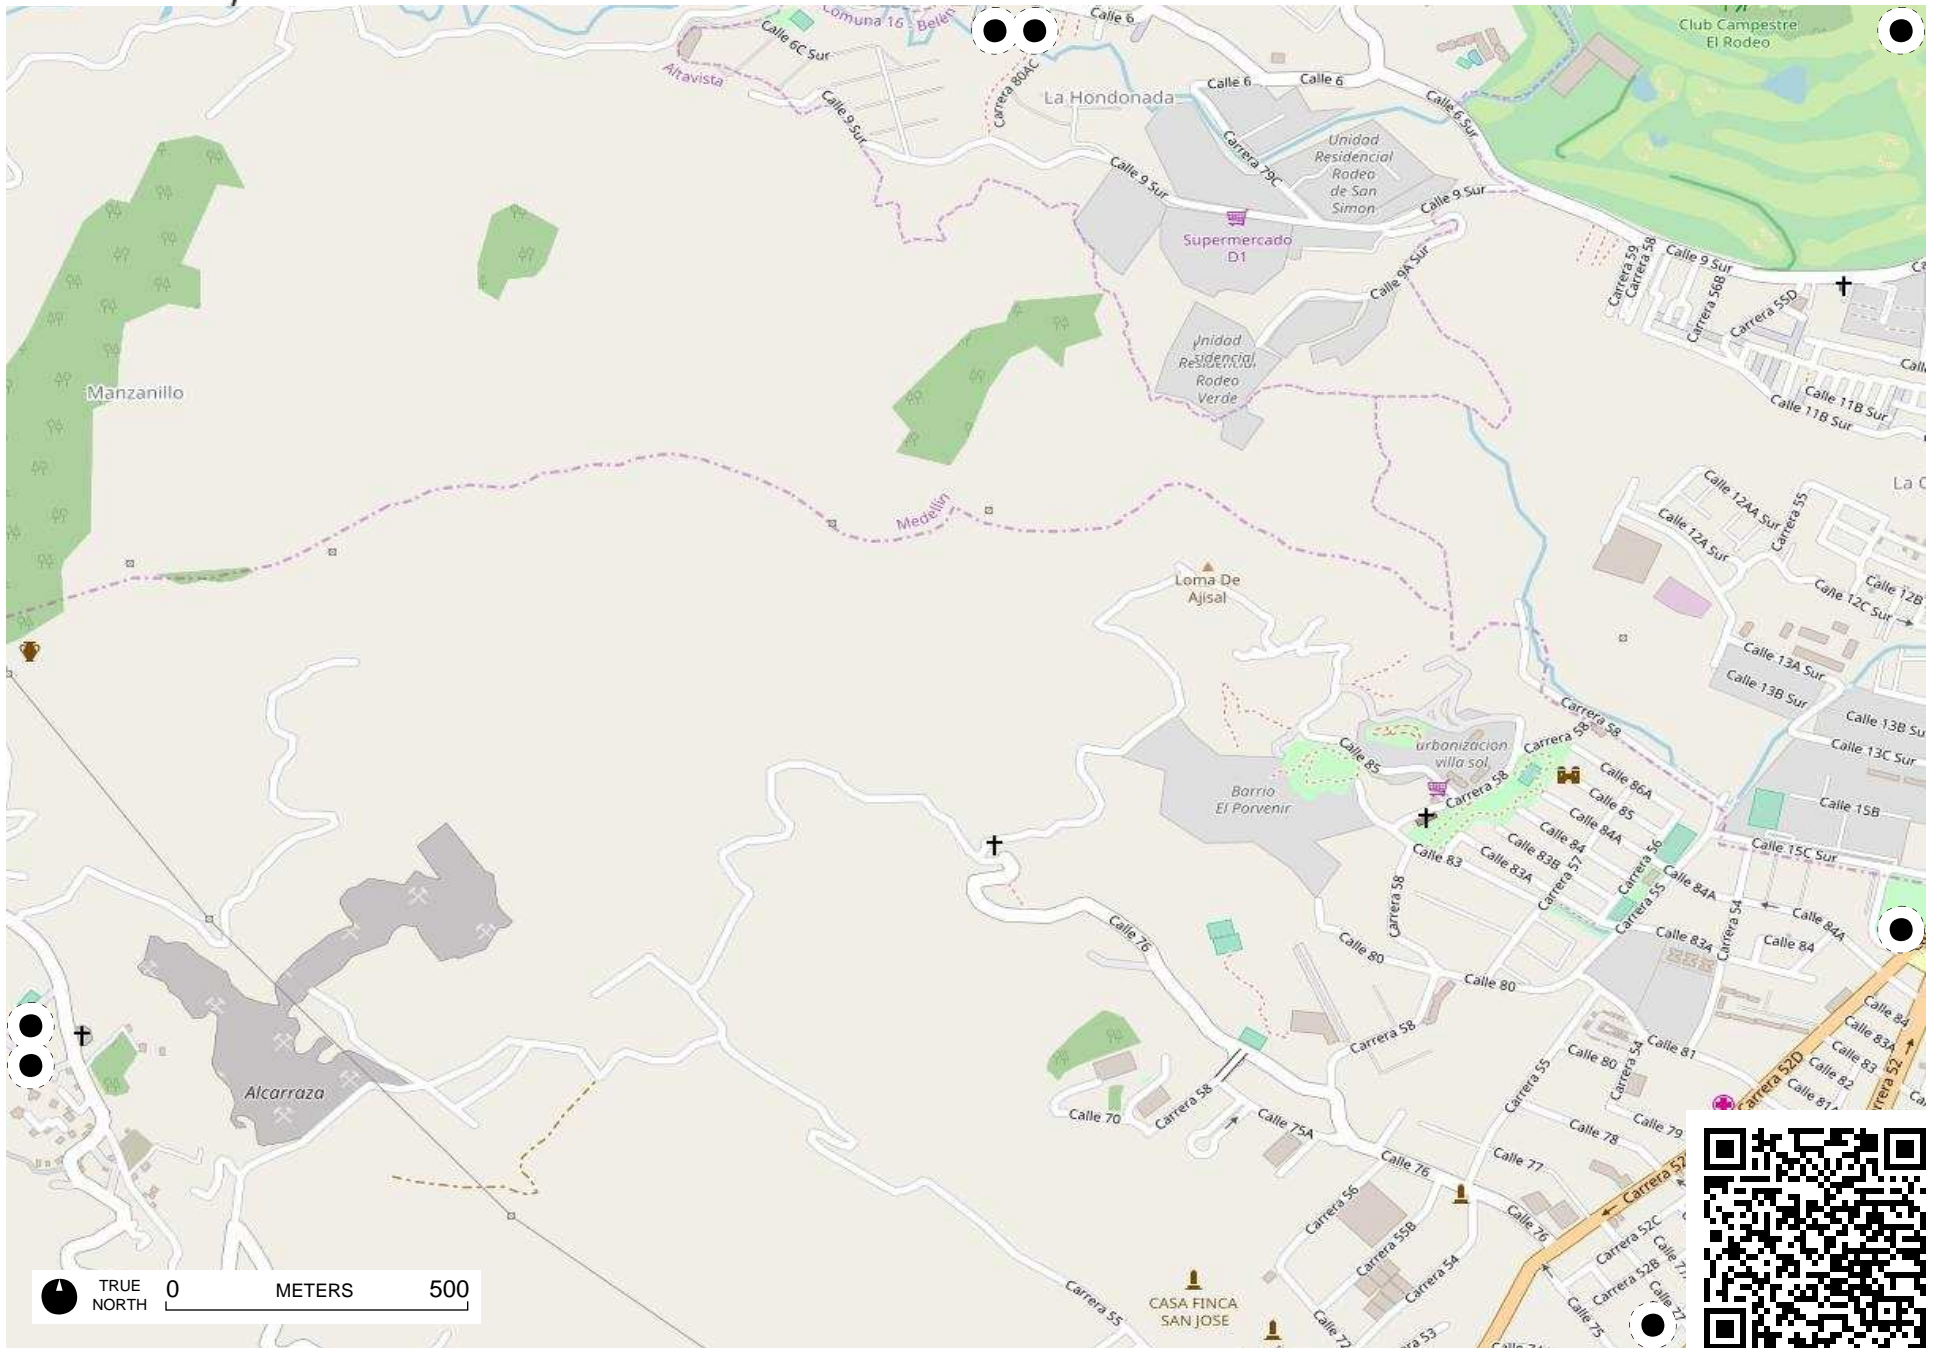 Comuna 16 - Belén
Calle 6
Club Campestre
El Rodeo
Calle 6C Sur
Altavista
Calle 9 Sur
Carrera 80AC
La Hondonada
Calle 6
Calle 6
Calle 6 Sur
Carrera 79C
Unidad
Residencial
Rodeo
de San
Simon
Calle 9 Sur
Calle 9 Sur
Supermercado
D1
Calle 9A Sur
Carrera 59
Carrera 58
Calle 9 Sur
Carrera 56B
Carrera 55D
Unidad
Residencial
Rodeo
Verde
Manzanillo
Calle 11B Sur
Calle 11B Sur
Medellín
Calle 12AA Sur
Carrera 55
Calle 12A Sur
Calle 12B
Calle 12C Sur
Loma De
Ajisal
Calle 13A Sur
Calle 13B Sur
Calle 13B Su
Calle 13C Sur
Carrera 58
Carrera 58
urbanizacion
villa sol
Calle 85
Carrera 58
Barrio
El Porvenir
Calle 86A
Calle 85
Calle 84A
Calle 84
Calle 83B
Calle 83A
Calle 83
Calle 15B
Calle 15C Sur
Carrera 56
Carrera 57
Carrera 55
Calle 84A
Calle 84A
Carrera 58
Carrera 54
Calle 83A
Calle 84
Calle 76
Calle 80
Calle 80
Carrera 58
Calle 81
Calle 80
Carrera 54
Carrera 55
Calle 84
Calle 83A
Calle 83
Calle 82
Calle 81A
Carrera 52D
Carrera 52
Alcarraza
Calle 70
Carrera 58
Calle 75A
Calle 79
Calle 78
Calle 77
Calle 76
Carrera 52
Carrera 56
Carrera 55B
Carrera 54
Calle 76
Carrera 52C
Carrera 52B
Calle 75
TRUE
NORTH
0
METERS
500
Carrera 55
CASA FINCA
SAN JOSE
Calle 72